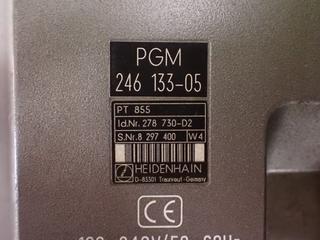 PGM
246 133-05
PT 855
Id.Nr. 278 730-D2
S.Nr. 8 297 400 W4
HEIDENHAIN
D-83301 Traunreut - Germany
CE